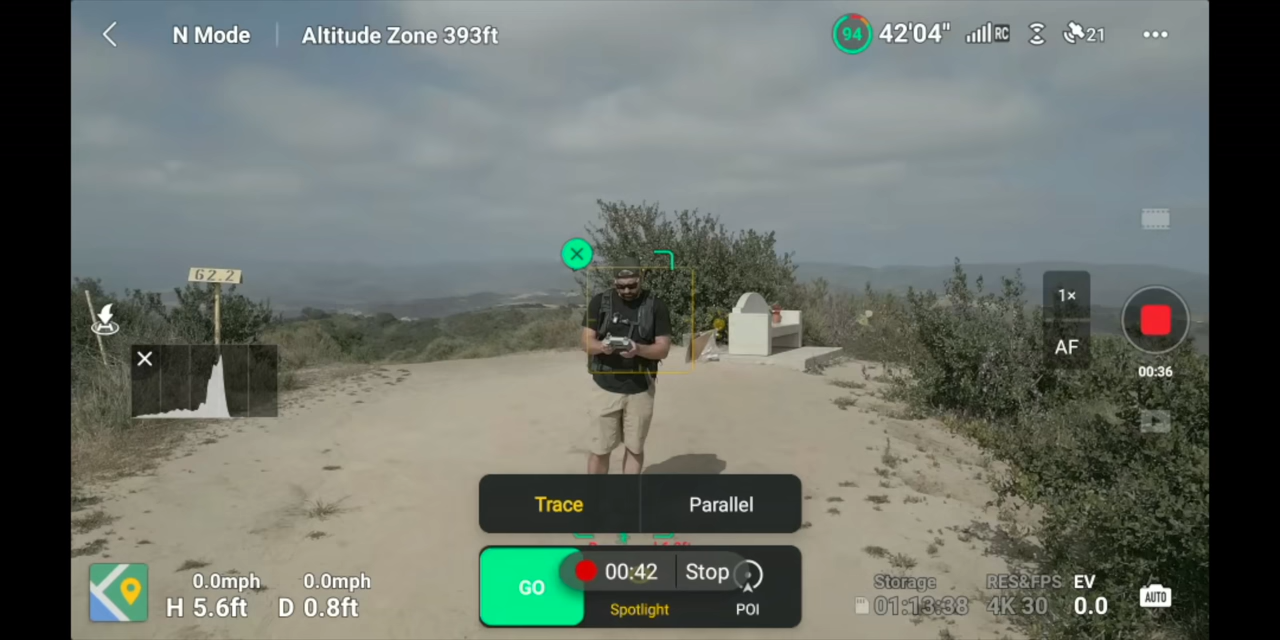 N Mode
Altitude Zone 393ft
94
42'04"
RC
21
62.2
1×
AF
00:36
Trace
Parallel
GO
00:42
Stop
Spotlight
POI
0.0mph
0.0mph
H 5.6ft
D 0.8ft
Storage
RES&FPS
EV
01:13:38
4K 30
0.0
AUTO